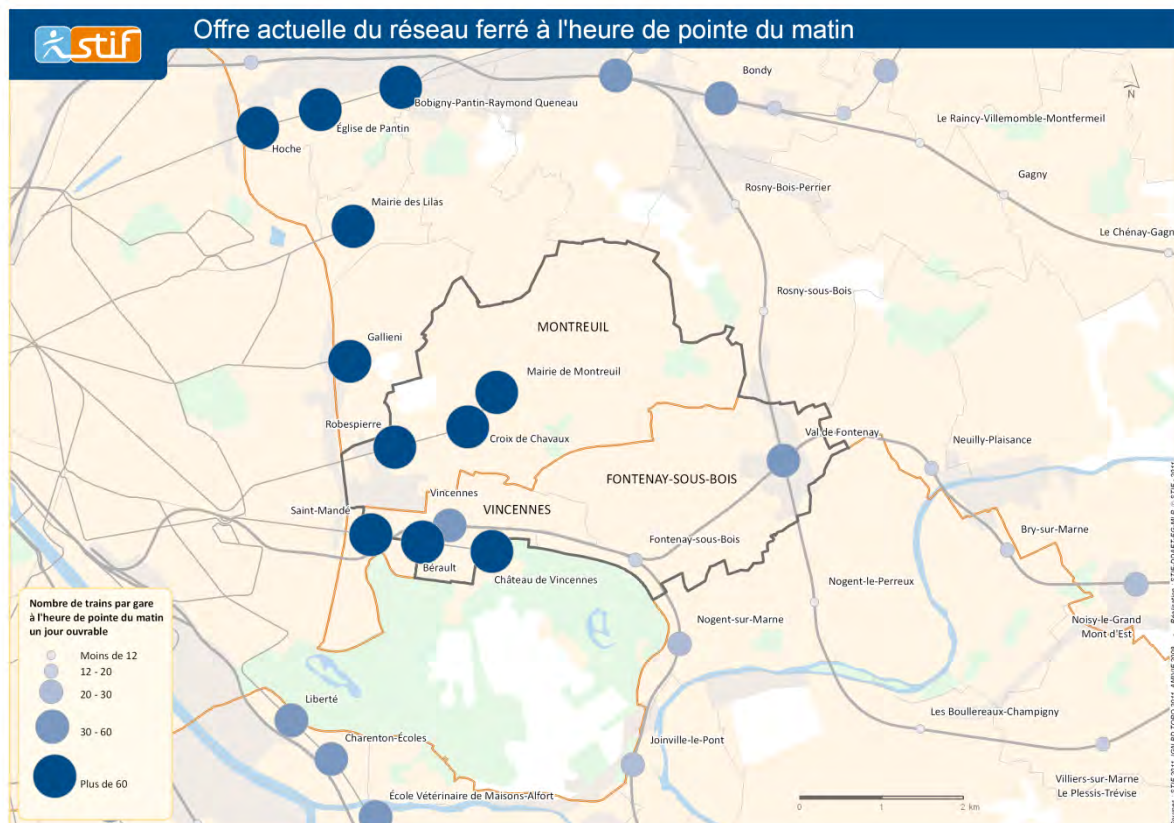 stif
Offre actuelle du réseau ferré à l'heure de pointe du matin
Bondy
N
Bobigny-Pantin-Raymond Queneau
Église de Pantin
Hoche
Le Raincy-Villemomble-Montfermeil
Gagny
Rosny-Bois-Perrier
Mairie des Lilas
Le Chénay-Gagn
Rosny-sous-Bois
MONTREUIL
Gallieni
Mairie de Montreuil
Robespierre
Croix de Chavaux
Val de Fontenay
Neuilly-Plaisance
FONTENAY-SOUS-BOIS
Vincennes
VINCENNES
Saint-Mandé
Bérault
Château de Vincennes
Fontenay-sous-Bois
Bry-sur-Marne
Nogent-le-Perreux
Nogent-sur-Marne
Noisy-le-Grand
Mont d'Est
Nombre de trains par gare
à l'heure de pointe du matin
un jour ouvrable
Moins de 12
12 - 20
20 - 30
30 - 60
Plus de 60
Liberté
Charenton-Écoles
École Vétérinaire de Maisons-Alfort
Joinville-le-Pont
Les Boullereaux-Champigny
Villiers-sur-Marne
Le Plessis-Trévise
0 1 2 km